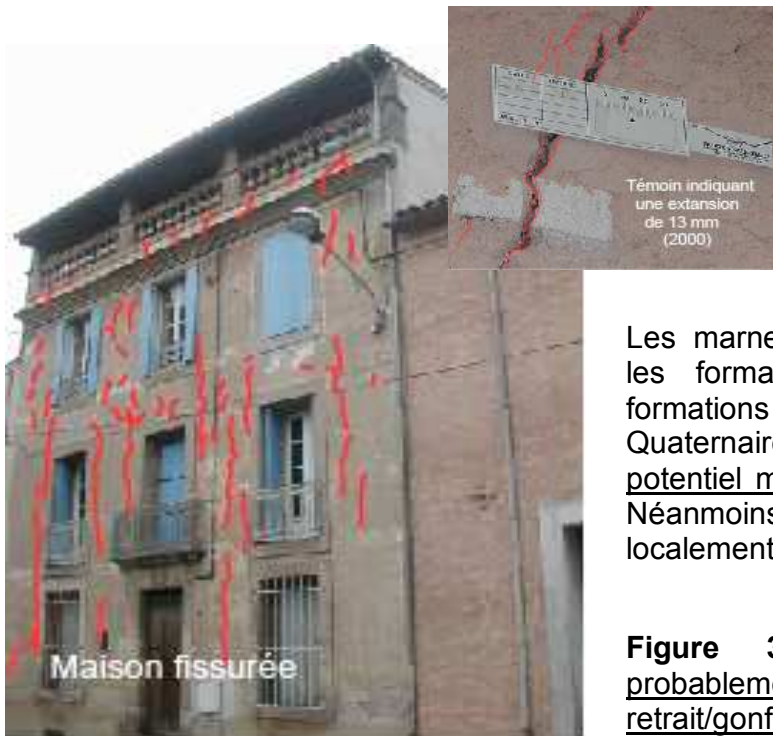 Témoin indiquant
une extansion
de 13 mm
(2000)
Maison fissurée
Les marne
les forma
formations
Quaternaire
potentiel m
Néanmoins
localement
Figure 3
probableme
retrait/gonf